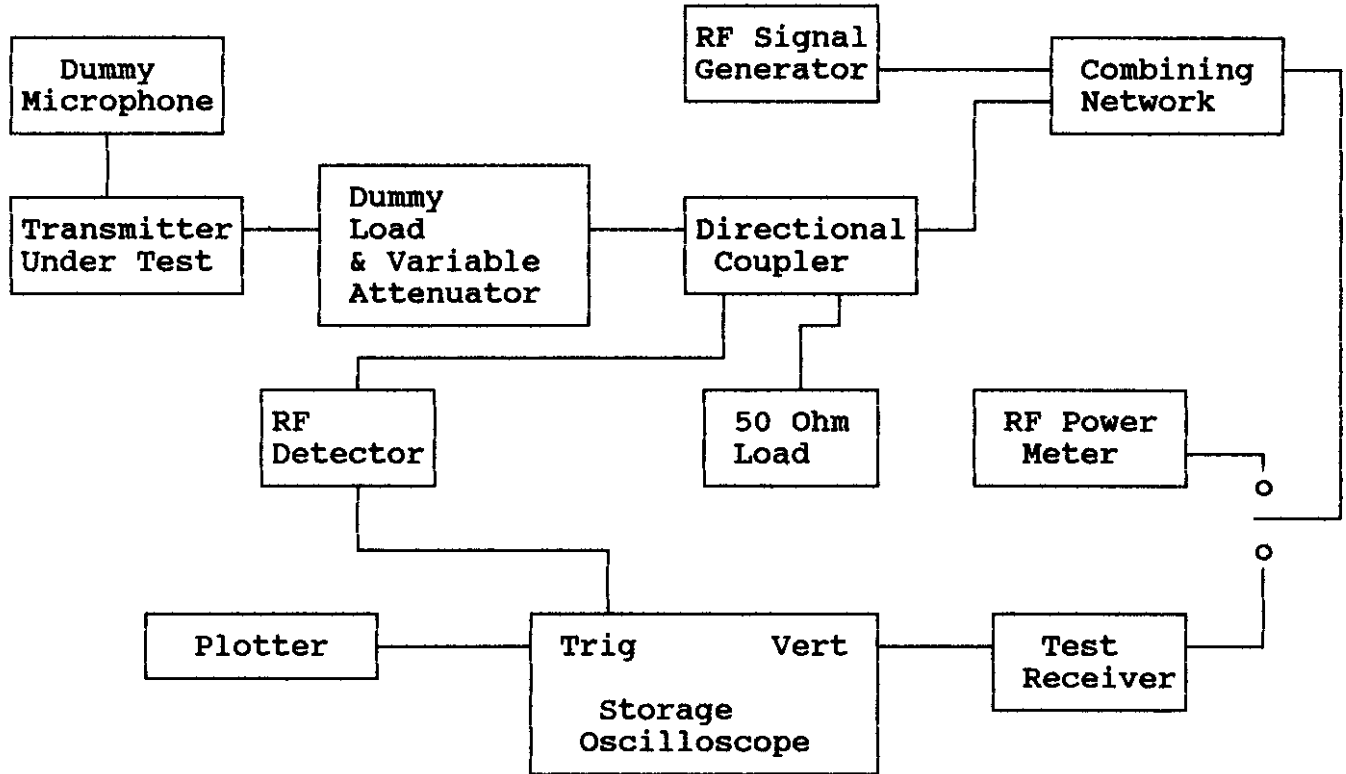 RF Signal
Generator
Dummy
Microphone
Combining
Network
Transmitter
Under Test
Dummy
Load
& Variable
Attenuator
Directional
Coupler
RF
Detector
50 Ohm
Load
RF Power
Meter
Plotter
Trig Vert
Storage
Oscilloscope
Test
Receiver